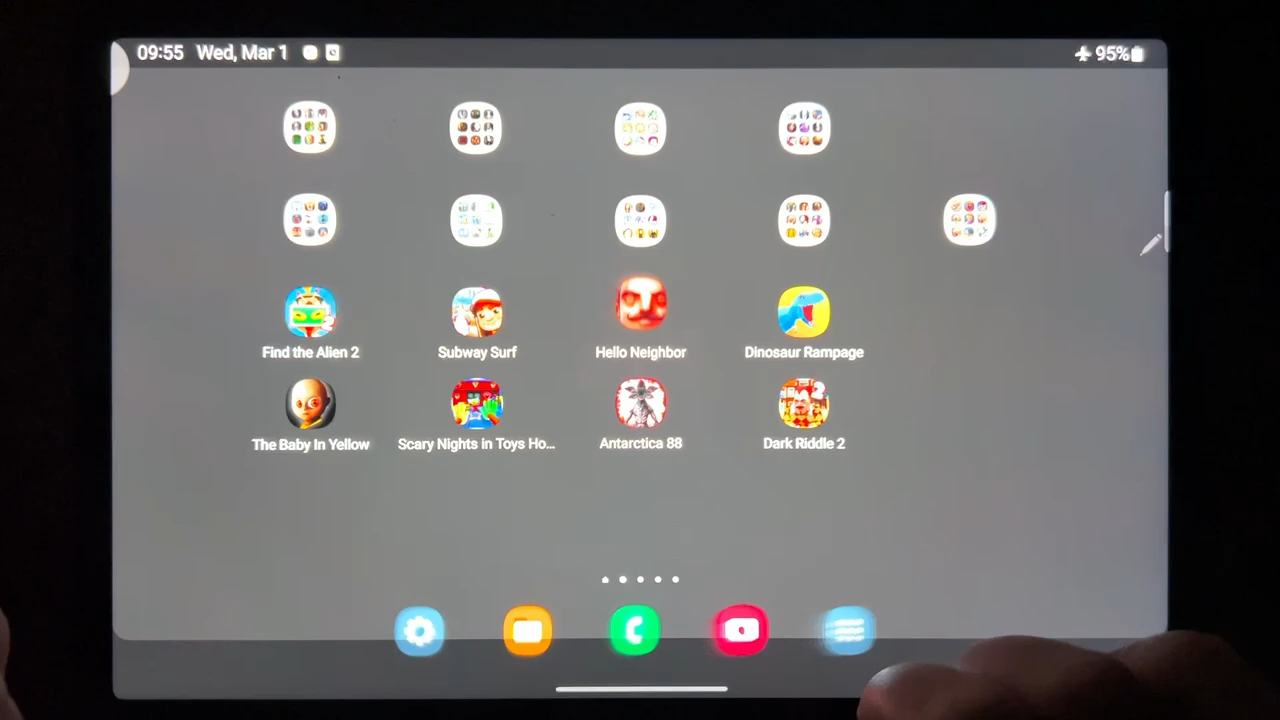 09:55 Wed, Mar 1 95%
Find the Alien 2 Subway Surf Hello Neighbor Dinosaur Rampage
The Baby In Yellow Scary Nights in Toys Ho... Antarctica 88 Dark Riddle 2